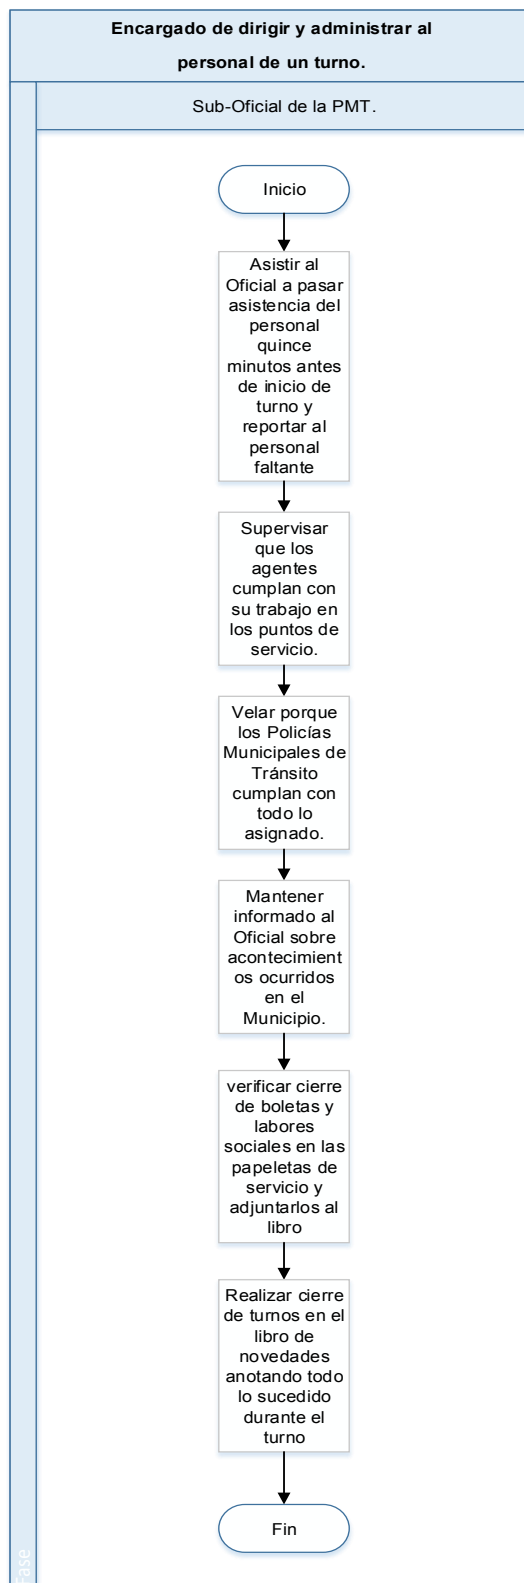 Encargado de dirigir y administrar al
personal de un turno.
Sub-Oficial de la PMT.
Inicio
Asistir al
Oficial a pasar
asistencia del
personal
quince
minutos antes
de inicio de
turno y
reportar al
personal
faltante
Supervisar
que los
agentes
cumplan con
su trabajo en
los puntos de
servicio.
Velar porque
los Policías
Municipales de
Tránsito
cumplan con
todo lo
asignado.
Mantener
informado al
Oficial sobre
acontecimient
os ocurridos
en el
Municipio.
verificar cierre
de boletas y
labores
sociales en las
papeletas de
servicio y
adjuntarlos al
libro
Realizar cierre
de turnos en el
libro de
novedades
anotando todo
lo sucedido
durante el
turno
Fin
Fase